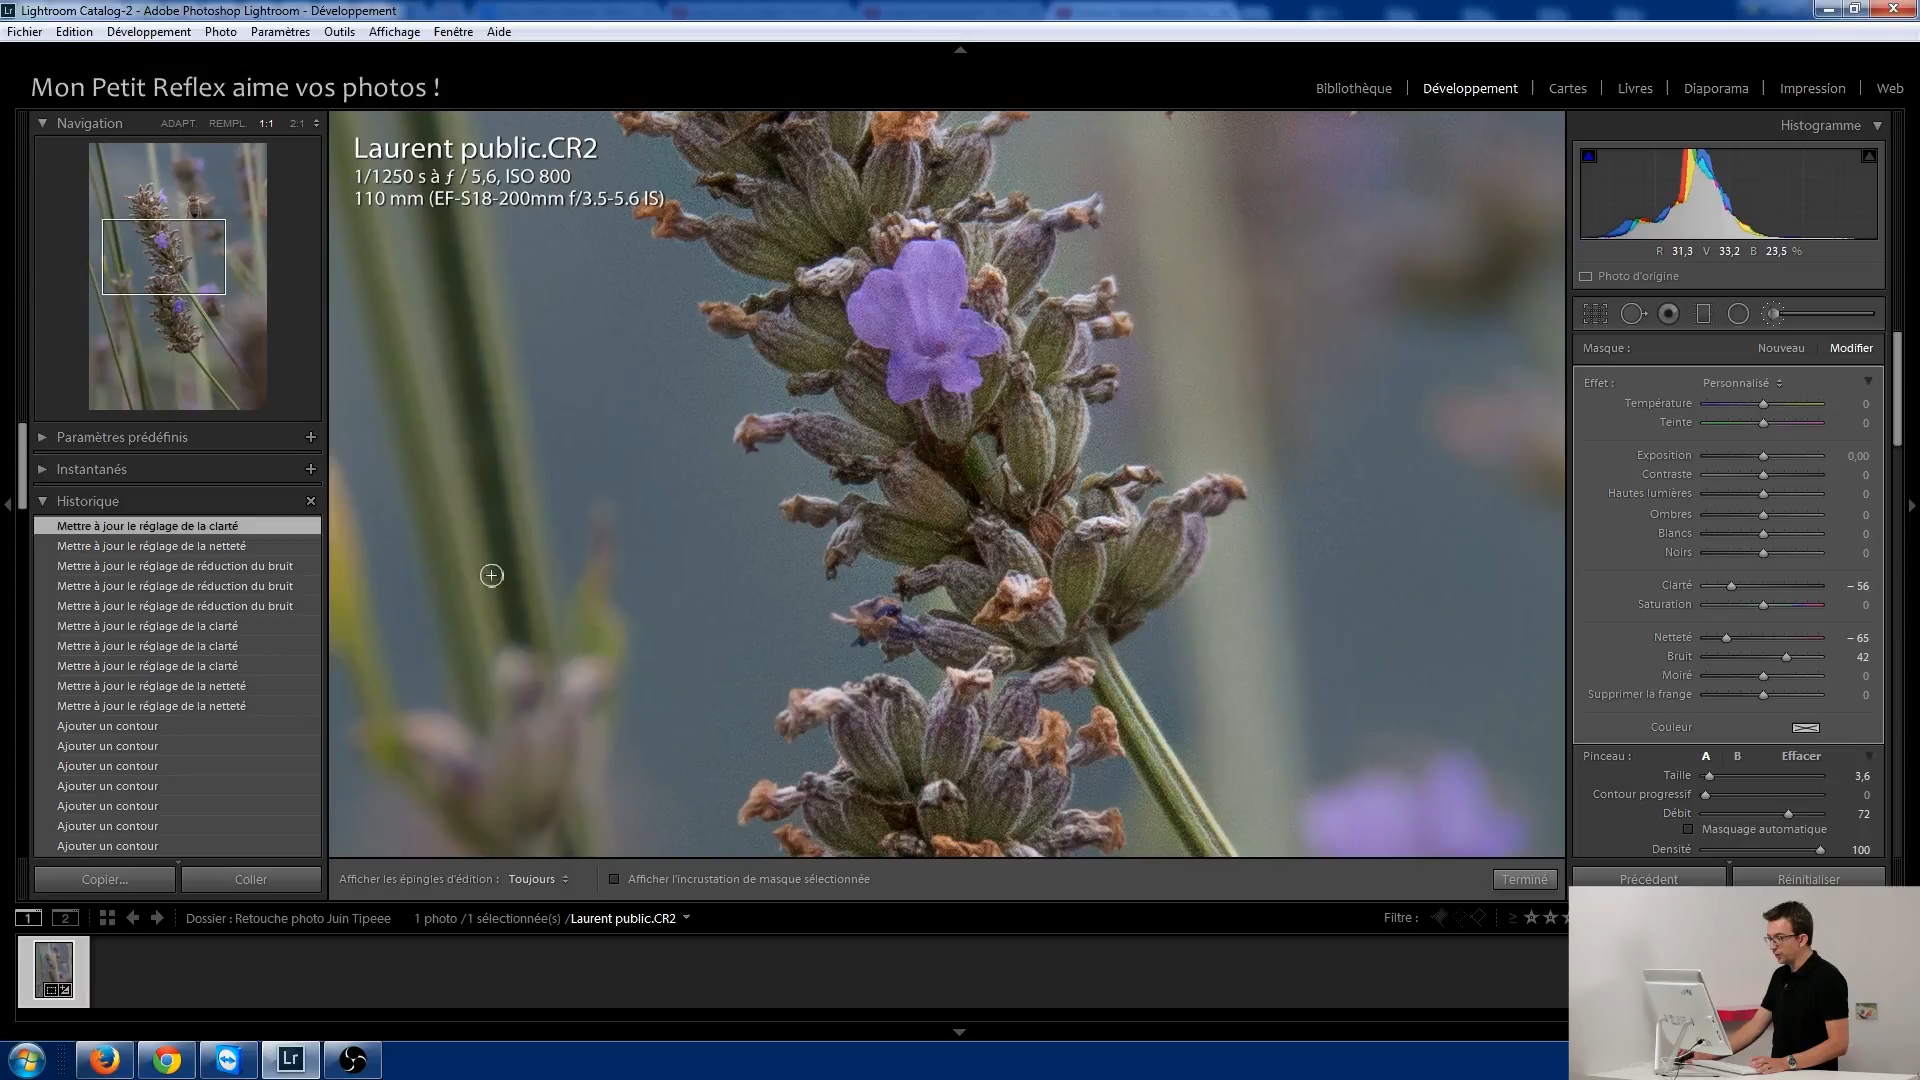 Lightroom Catalog-2 - Adobe Photoshop Lightroom - Développement
Fichier Edition Développement Photo Paramètres Outils Affichage Fenêtre Aide
Mon Petit Reflex aime vos photos !
Bibliothèque | Développement | Cartes | Livres | Diaporama | Impression | Web
Navigation ADAPT. REMPL. 1:1 2:1
Histogramme
Laurent public.CR2
1/1250 s à ƒ / 5,6, ISO 800
110 mm (EF-S18-200mm f/3.5-5.6 IS)
R 31,3 V 33,2 B 23,5 %
Photo d'origine
Masque : Nouveau Modifier
Effet : Personnalisé
Température 0
Teinte 0
Exposition 0,00
Contraste 0
Hautes lumières 0
Ombres 0
Blancs 0
Noirs 0
Clarté – 56
Saturation 0
Netteté – 65
Bruit 42
Moiré 0
Supprimer la frange 0
Couleur
Pinceau : A B Effacer
Taille 3,6
Contour progressif 0
Débit 72
Masquage automatique
Densité 100
Précédent Réinitialiser
Paramètres prédéfinis +
Instantanés +
Historique
Mettre à jour le réglage de la clarté
Mettre à jour le réglage de la netteté
Mettre à jour le réglage de réduction du bruit
Mettre à jour le réglage de réduction du bruit
Mettre à jour le réglage de réduction du bruit
Mettre à jour le réglage de la clarté
Mettre à jour le réglage de la clarté
Mettre à jour le réglage de la clarté
Mettre à jour le réglage de la netteté
Mettre à jour le réglage de la netteté
Ajouter un contour
Ajouter un contour
Ajouter un contour
Ajouter un contour
Ajouter un contour
Ajouter un contour
Ajouter un contour
Copier... Coller
Afficher les épingles d'édition : Toujours Afficher l'incrustation de masque sélectionnée Terminé
1 2 Dossier : Retouche photo Juin Tipeee 1 photo /1 sélectionnée(s) /Laurent public.CR2 Filtre : ≥
Lr